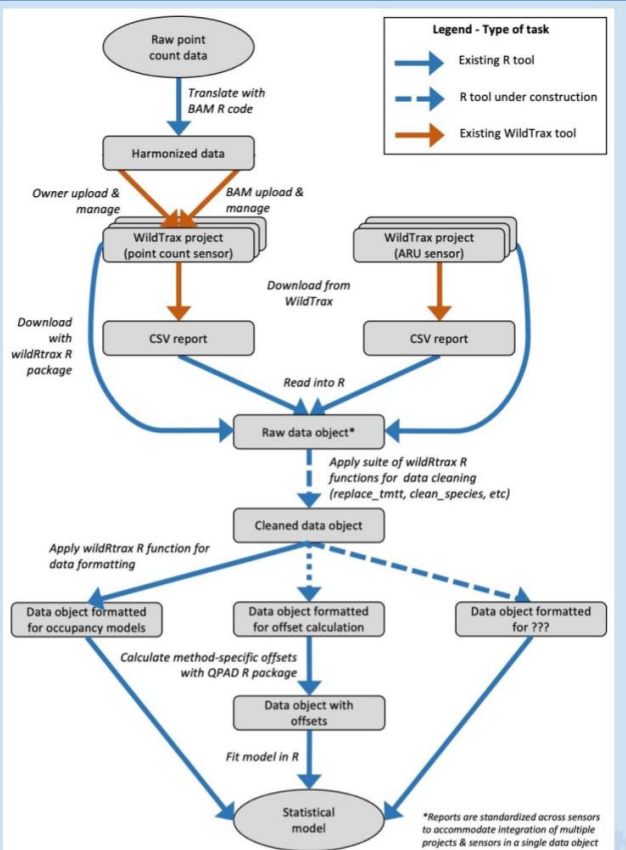 Raw point
count data
Legend - Type of task
Existing R tool
R tool under construction
Existing WildTrax tool
Translate with
BAM R code
Harmonized data
Owner upload &
manage
BAM upload &
manage
WildTrax project
(point count sensor)
WildTrax project
(ARU sensor)
Download from
WildTrax
Download
with
wildRtrax R
package
CSV report
CSV report
Read into R
Raw data object*
Apply suite of wildRtrax R
functions for data cleaning
(replace_tmtt, clean_species, etc)
Cleaned data object
Apply wildRtrax R function for
data formatting
Data object formatted
for occupancy models
Data object formatted
for offset calculation
Data object formatted
for ???
Calculate method-specific offsets
with QPAD R package
Data object with
offsets
Fit model in R
Statistical
model
*Reports are standardized across sensors
to accommodate integration of multiple
projects & sensors in a single data object